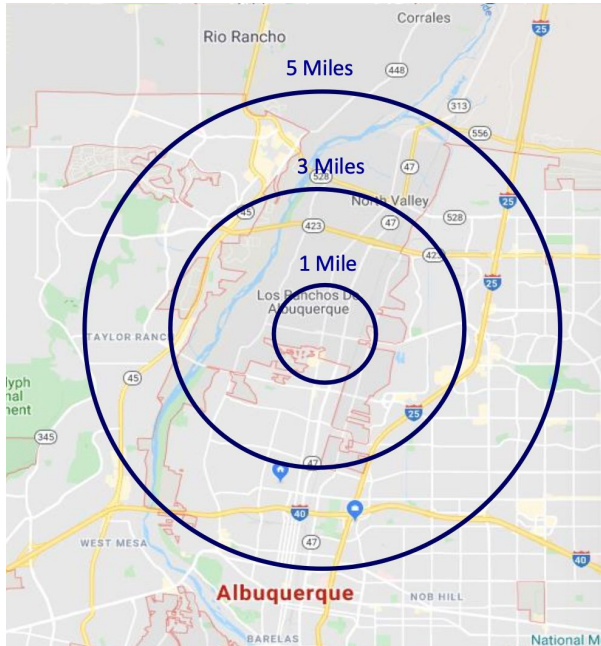 Corrales
25
Rio Rancho
5 Miles
448
313
556
47
3 Miles
528
North Valley
25
45
47
528
423
423
1 Mile
25
Los Ranchos De
Albuquerque
TAYLOR RANCH
45
25
345
47
40
47
WEST MESA
40
Albuquerque
NOB HILL
BARELAS
National M